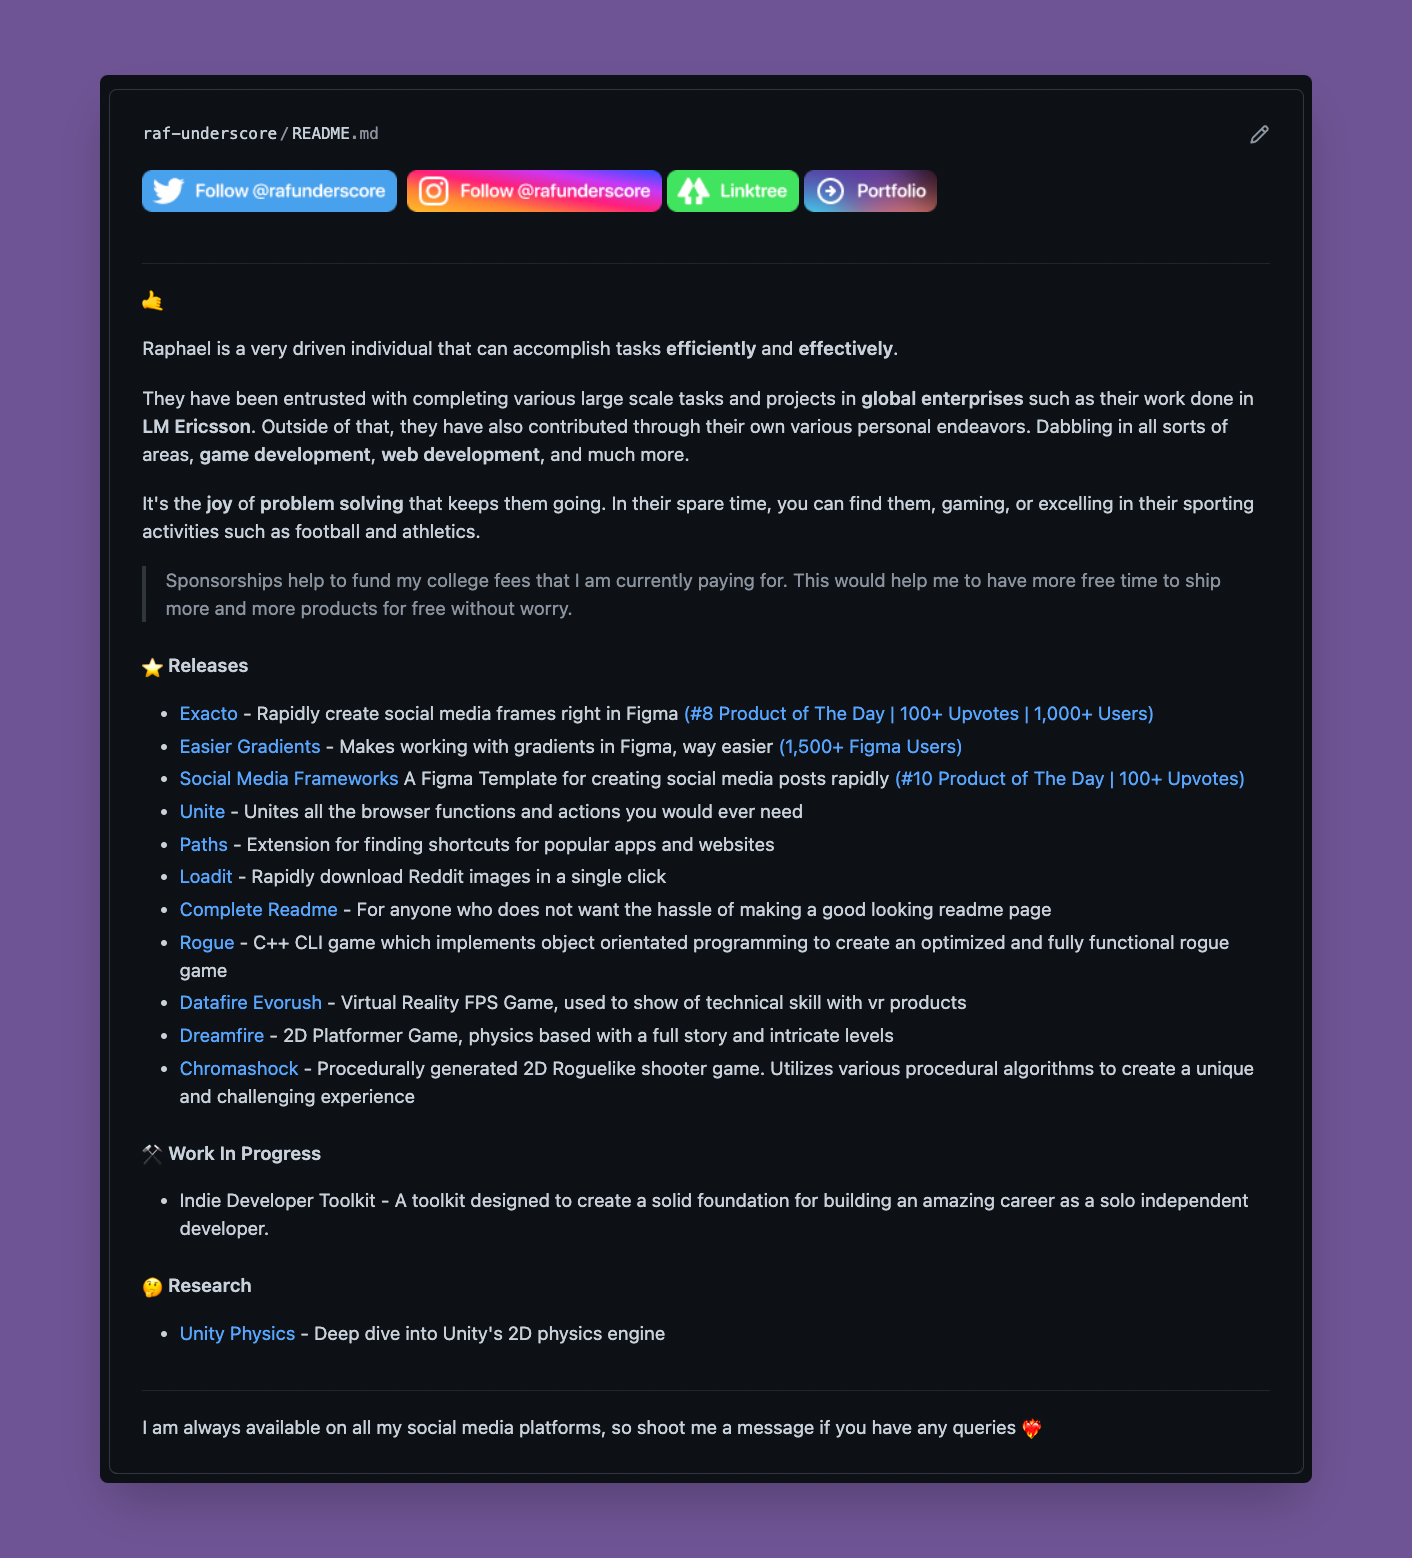 raf-underscore/README.md
Follow @rafunderscore Follow @rafunderscore Linktree Portfolio
🤙
Raphael is a very driven individual that can accomplish tasks efficiently and effectively.
They have been entrusted with completing various large scale tasks and projects in global enterprises such as their work done in
LM Ericsson. Outside of that, they have also contributed through their own various personal endeavors. Dabbling in all sorts of
areas, game development, web development, and much more.
It's the joy of problem solving that keeps them going. In their spare time, you can find them, gaming, or excelling in their sporting
activities such as football and athletics.
Sponsorships help to fund my college fees that I am currently paying for. This would help me to have more free time to ship
more and more products for free without worry.
⭐ Releases
• Exacto - Rapidly create social media frames right in Figma (#8 Product of The Day | 100+ Upvotes | 1,000+ Users)
• Easier Gradients - Makes working with gradients in Figma, way easier (1,500+ Figma Users)
• Social Media Frameworks A Figma Template for creating social media posts rapidly (#10 Product of The Day | 100+ Upvotes)
• Unite - Unites all the browser functions and actions you would ever need
• Paths - Extension for finding shortcuts for popular apps and websites
• Loadit - Rapidly download Reddit images in a single click
• Complete Readme - For anyone who does not want the hassle of making a good looking readme page
• Rogue - C++ CLI game which implements object orientated programming to create an optimized and fully functional rogue
game
• Datafire Evorush - Virtual Reality FPS Game, used to show of technical skill with vr products
• Dreamfire - 2D Platformer Game, physics based with a full story and intricate levels
• Chromashock - Procedurally generated 2D Roguelike shooter game. Utilizes various procedural algorithms to create a unique
and challenging experience
⚒ Work In Progress
• Indie Developer Toolkit - A toolkit designed to create a solid foundation for building an amazing career as a solo independent
developer.
🤔 Research
• Unity Physics - Deep dive into Unity's 2D physics engine
I am always available on all my social media platforms, so shoot me a message if you have any queries ❤️‍🔥